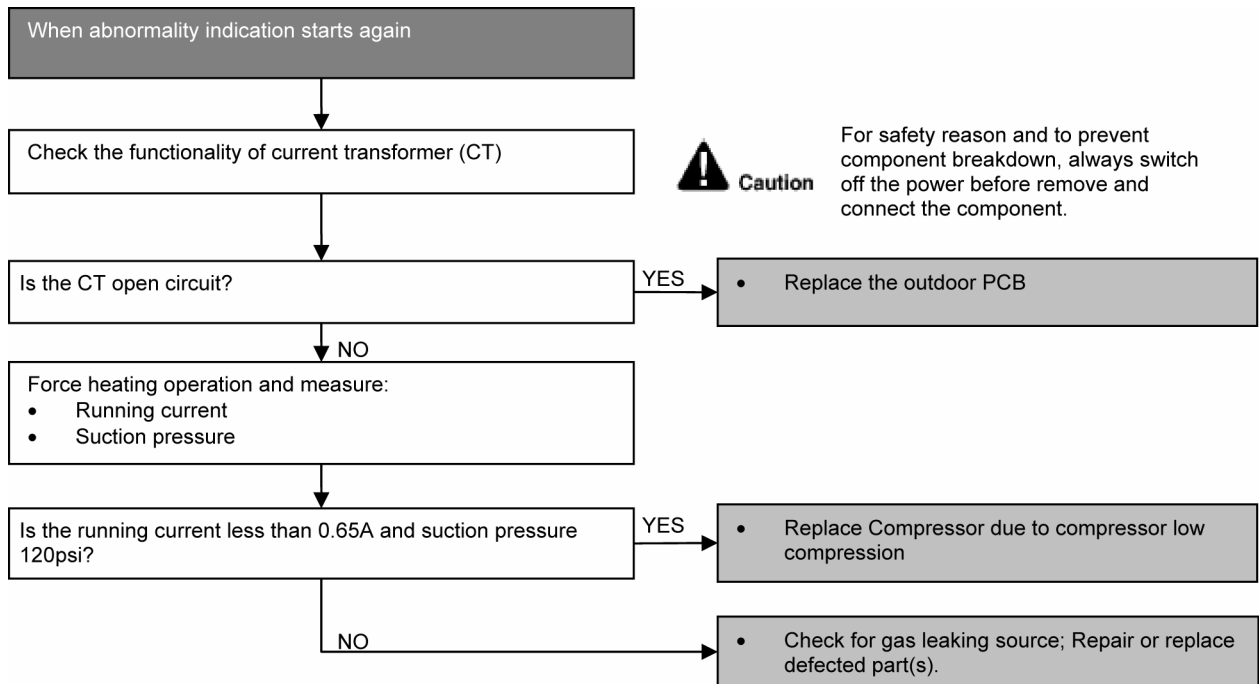 When abnormality indication starts again
Check the functionality of current transformer (CT)
Caution
For safety reason and to prevent
component breakdown, always switch
off the power before remove and
connect the component.
Is the CT open circuit?
YES
• Replace the outdoor PCB
NO
Force heating operation and measure:
• Running current
• Suction pressure
Is the running current less than 0.65A and suction pressure
120psi?
YES
• Replace Compressor due to compressor low
compression
NO
• Check for gas leaking source; Repair or replace
defected part(s).